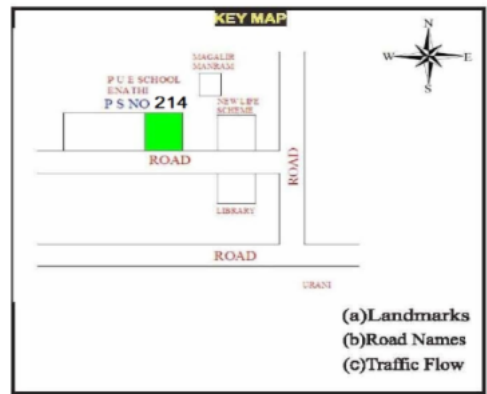 KEY MAP
N
W
E
S
MAGALIR
MANRAM
P U E SCHOOL
ENATHI
P S NO 214
NEW LIFE
SCHEME
ROAD
ROAD
LIBRARY
ROAD
URANI
(a)Landmarks
(b)Road Names
(c)Traffic Flow